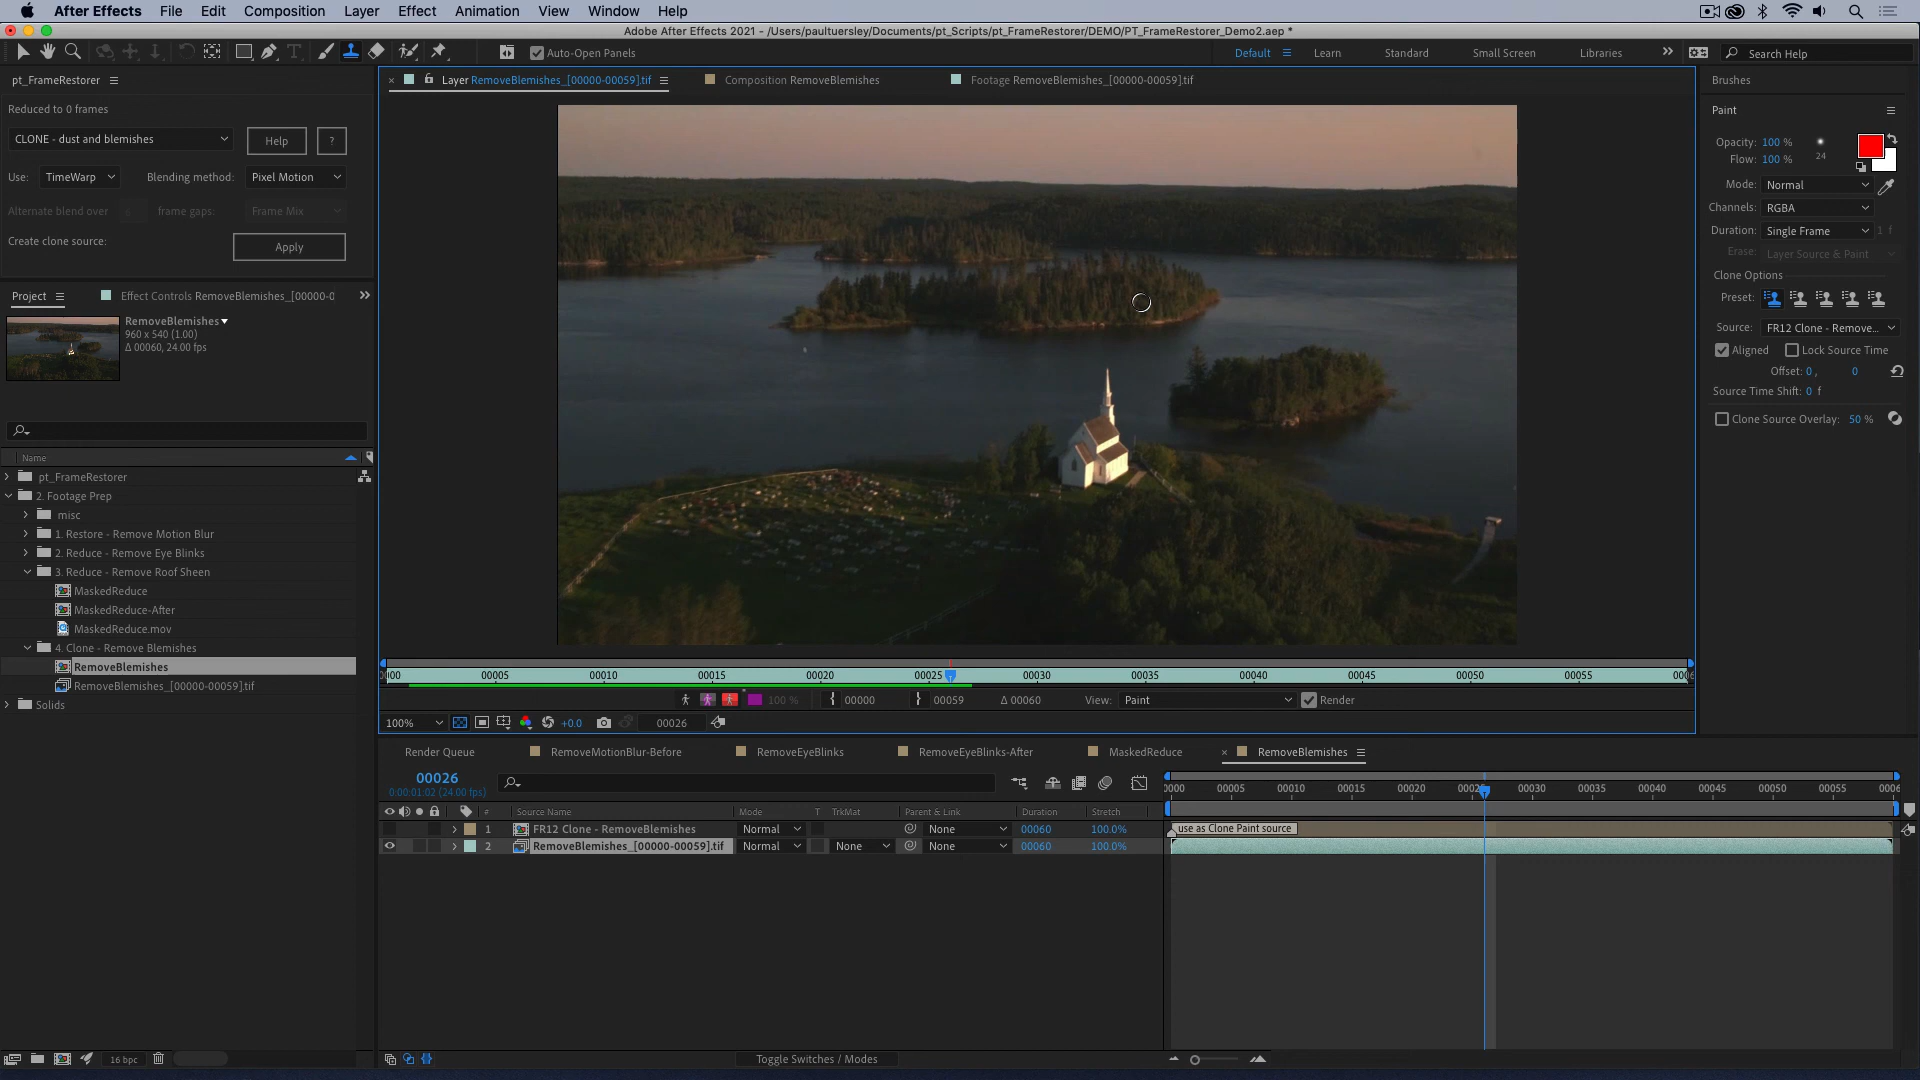 After Effects File Edit Composition Layer Effect Animation View Window Help
Adobe After Effects 2021 - /Users/paultuersley/Documents/pt_Scripts/pt_FrameRestorer/DEMO/PT_FrameRestorer_Demo2.aep *
Auto-Open Panels Default Learn Standard Small Screen Libraries Search Help
pt_FrameRestorer
Reduced to 0 frames
CLONE - dust and blemishes Help ?
Use: TimeWarp Blending method: Pixel Motion
Alternate blend over frame gaps: Frame Mix
Create clone source: Apply
Project Effect Controls RemoveBlemishes_[00000-0
RemoveBlemishes
960 x 540 (1.00)
Δ 00060, 24.00 fps
Name
pt_FrameRestorer
2. Footage Prep
misc
1. Restore - Remove Motion Blur
2. Reduce - Remove Eye Blinks
3. Reduce - Remove Roof Sheen
MaskedReduce
MaskedReduce-After
MaskedReduce.mov
4. Clone - Remove Blemishes
RemoveBlemishes
RemoveBlemishes_[00000-00059].tif
Solids
16 bpc
Layer RemoveBlemishes_[00000-00059].tif Composition RemoveBlemishes Footage RemoveBlemishes_[00000-00059].tif
000 00005 00010 00015 00020 00025 00030 00035 00040 00045 00050 00055 0006
100 % 00000 00059 Δ 00060 View: Paint Render
100% +0.0 00026
Brushes
Paint
Opacity: 100 %
Flow: 100 % 24
Mode: Normal
Channels: RGBA
Duration: Single Frame 1 f
Erase: Layer Source & Paint
Clone Options
Preset:
Source: FR12 Clone - Remove...
Aligned Lock Source Time
Offset: 0 , 0
Source Time Shift: 0 f
Clone Source Overlay: 50 %
Render Queue RemoveMotionBlur-Before RemoveEyeBlinks RemoveEyeBlinks-After MaskedReduce × RemoveBlemishes
00026
0:00:01:02 (24.00 fps)
0000 00005 00010 00015 00020 00025 00030 00035 00040 00045 00050 00055 0006
# Source Name Mode T TrkMat Parent & Link Duration Stretch
1 FR12 Clone - RemoveBlemishes Normal None 00060 100.0% use as Clone Paint source
2 RemoveBlemishes_[00000-00059].tif Normal None None 00060 100.0%
Toggle Switches / Modes